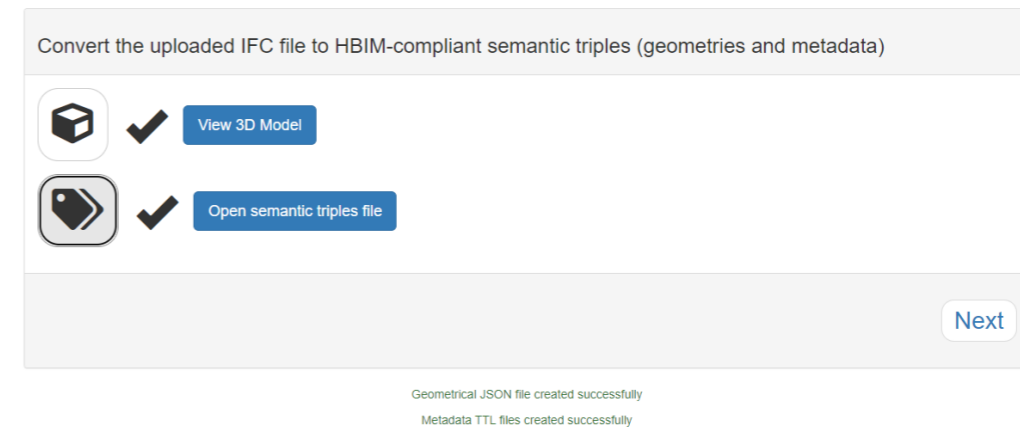 Convert the uploaded IFC file to HBIM-compliant semantic triples (geometries and metadata)
View 3D Model
Open semantic triples file
Next
Geometrical JSON file created successfully
Metadata TTL files created successfully